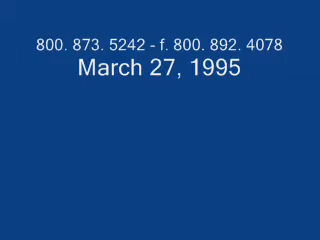 800. 873. 5242 - f. 800. 892. 4078
March 27, 1995